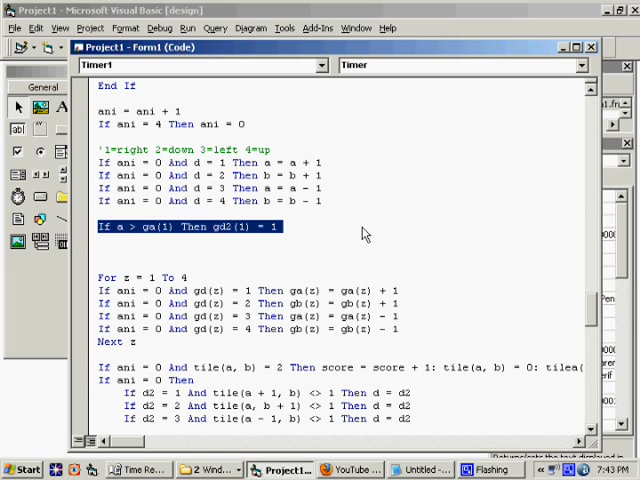 Microsoft Visual Basic [design]
File Edit View Project Format Debug Run Query Diagram Tools Add-Ins Window Help
Project1 - Form1 (Code)
Timer1 Timer
General
A
ab|
End If
ani = ani + 1
If ani = 4 Then ani = 0
'1=right 2=down 3=left 4=up
If ani = 0 And d = 1 Then a = a + 1
If ani = 0 And d = 2 Then b = b + 1
If ani = 0 And d = 3 Then a = a - 1
If ani = 0 And d = 4 Then b = b - 1
If a > ga(1) Then gd2(1) = 1
For z = 1 To 4
If ani = 0 And gd(z) = 1 Then ga(z) = ga(z) + 1
If ani = 0 And gd(z) = 2 Then gb(z) = gb(z) + 1
If ani = 0 And gd(z) = 3 Then ga(z) = ga(z) - 1
If ani = 0 And gd(z) = 4 Then gb(z) = gb(z) - 1
Next z
If ani = 0 And tile(a, b) = 2 Then score = score + 1: tile(a, b) = 0: tilea(
If ani = 0 Then
If d2 = 1 And tile(a + 1, b) <> 1 Then d = d2
If d2 = 2 And tile(a, b + 1) <> 1 Then d = d2
If d2 = 3 And tile(a - 1, b) <> 1 Then d = d2
Start Time Re... 2 Wind... Project1... YouTube ... Untitled - ... Flashing 7:43 PM